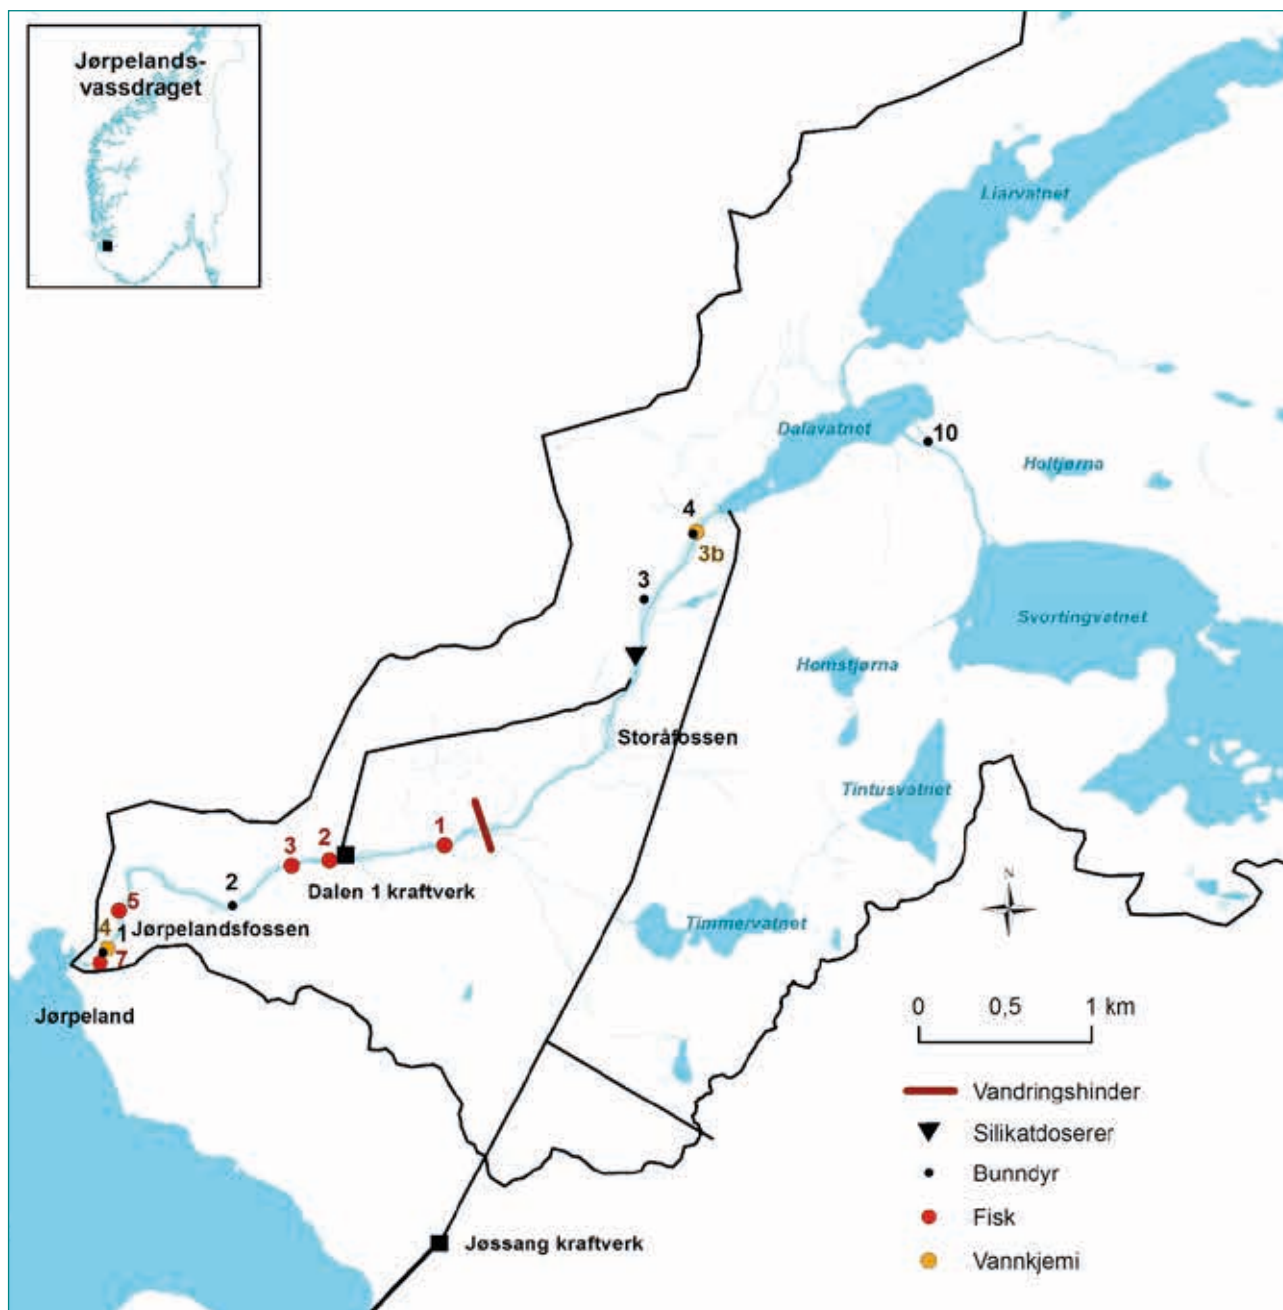 Jørpelands-
vassdraget
Liarvatnet
Dalavatnet
10
Holtjørna
4
3b
3
Svortingvatnet
Homstjørna
Storåfossen
Tintusvatnet
1
2
3
Dalen 1 kraftverk
2
5
Jørpelandsfossen
4
1
7
Timmervatnet
N
Jørpeland
0 0,5 1 km
Vandringshinder
Silikatdoserer
Bunndyr
Fisk
Vannkjemi
Jøssang kraftverk